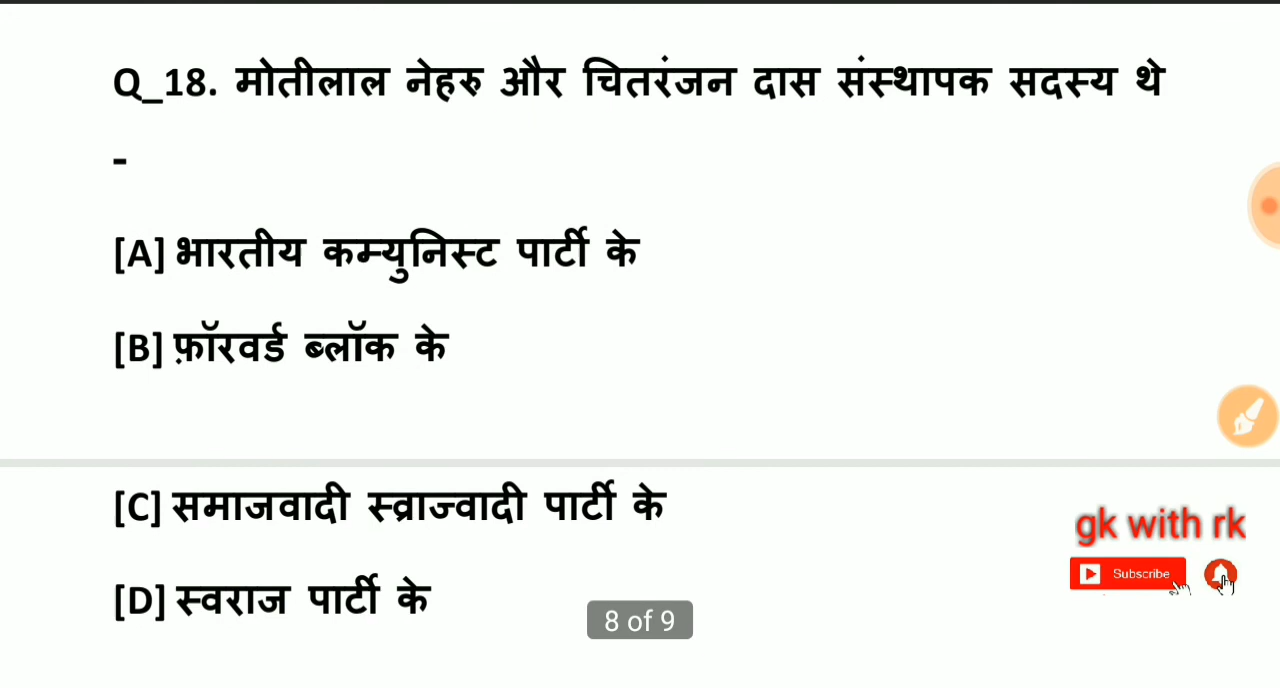 Q_18. मोतीलाल नेहरु और चितरंजन दास संस्थापक सदस्य थे
-
[A] भारतीय कम्युनिस्ट पार्टी के
[B] फ़ॉरवर्ड ब्लॉक के
[C] समाजवादी स्व्राज्वादी पार्टी के
[D] स्वराज पार्टी के
gk with rk
Subscribe
8 of 9